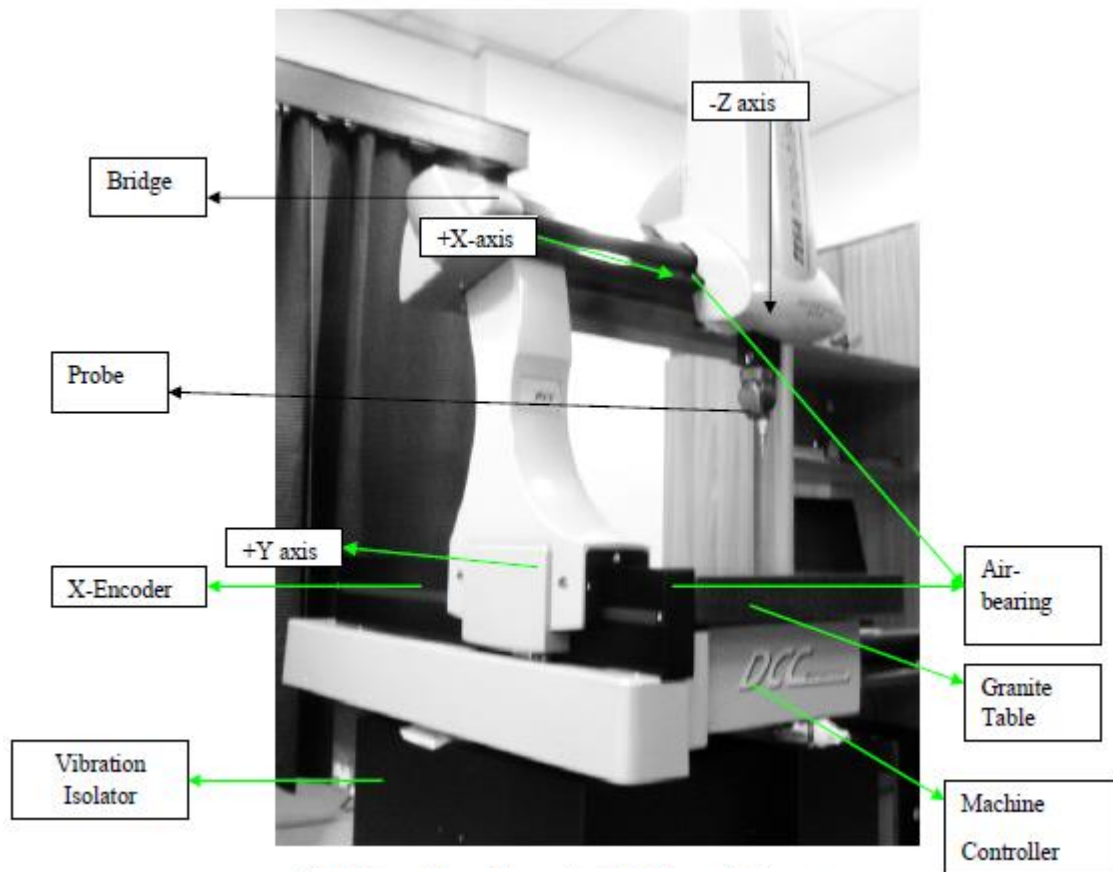 -Z axis
Bridge
+X-axis
Probe
+Y axis
X-Encoder
Air-
bearing
DCC
Granite
Table
Vibration
Isolator
Machine
Controller